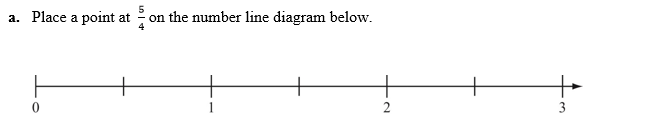 a. Place a point at 5/4 on the number line diagram below.
0 1 2 3